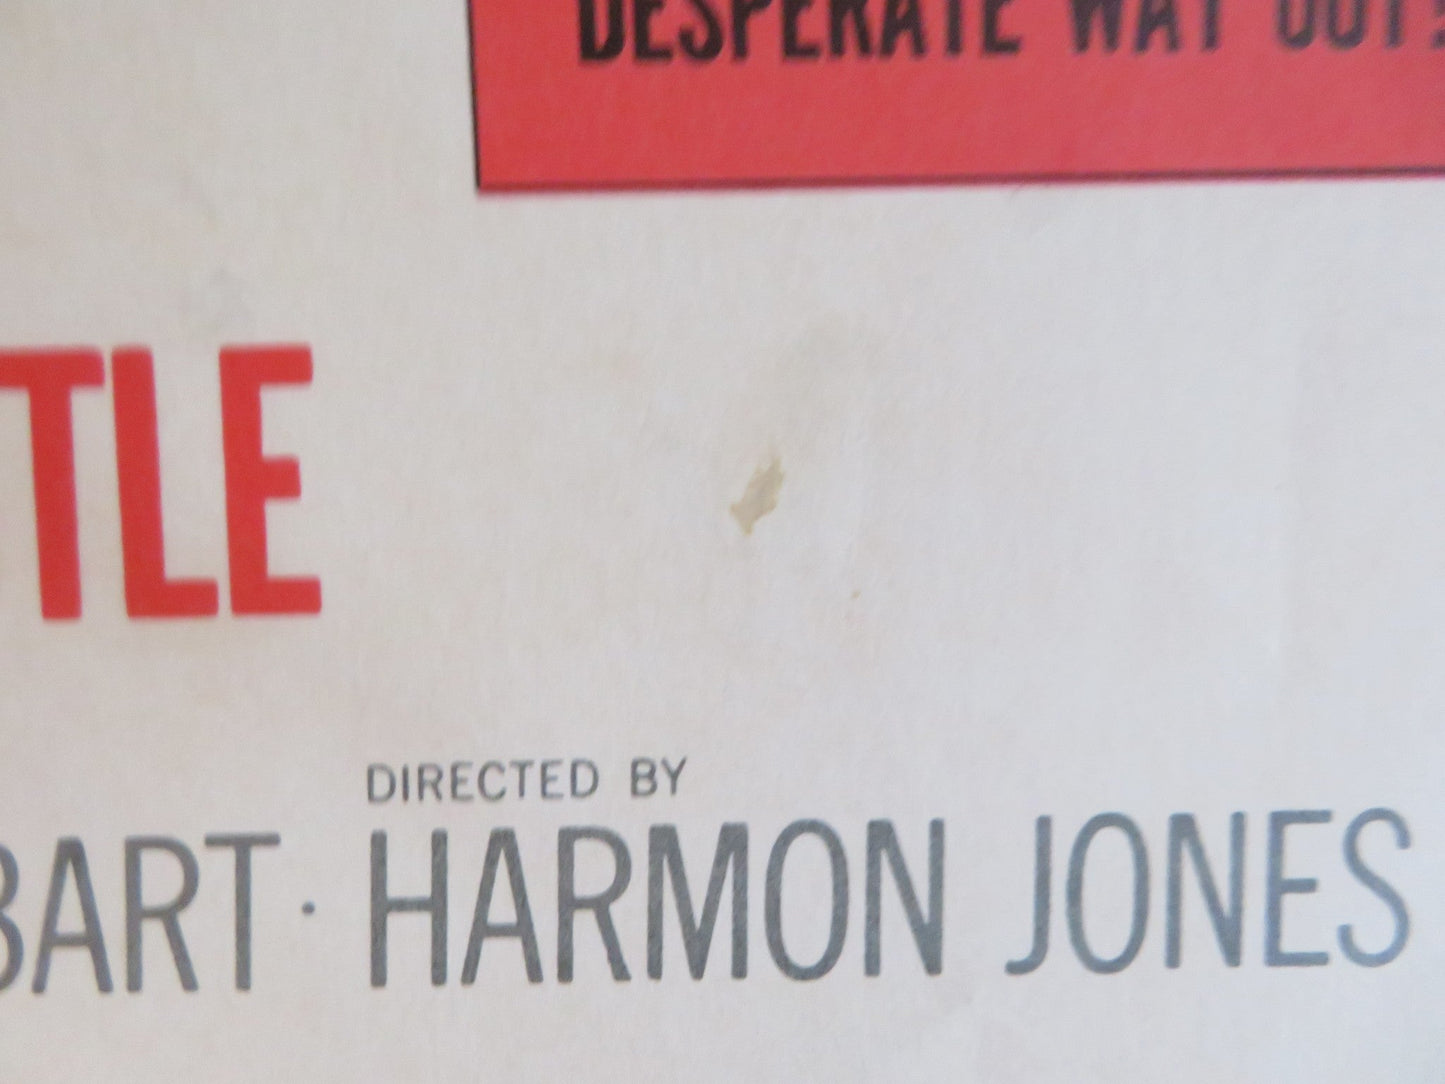 DESPERATE WAY OUT!
TLE
DIRECTED BY
BART · HARMON JONES